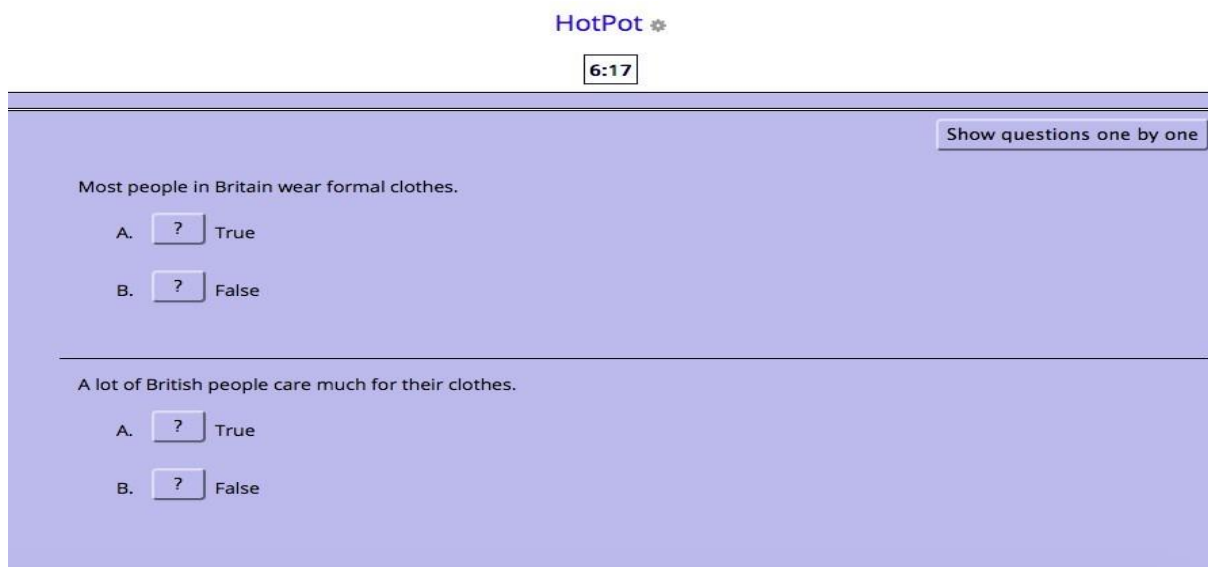 HotPot
6:17
Show questions one by one
Most people in Britain wear formal clothes.
A. ? True
B. ? False
A lot of British people care much for their clothes.
A. ? True
B. ? False